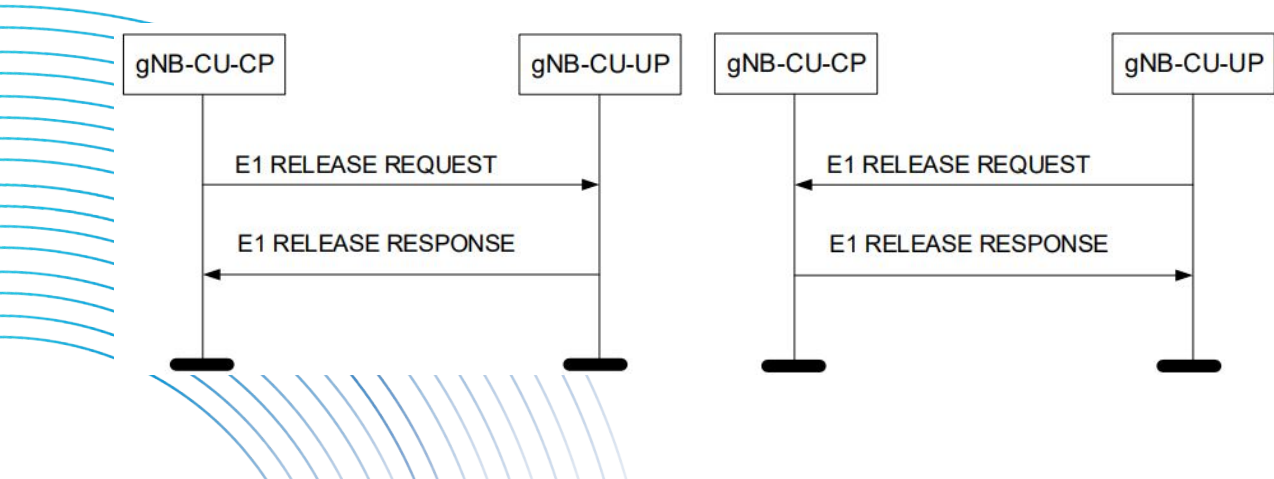 gNB-CU-CP
gNB-CU-UP
E1 RELEASE REQUEST
E1 RELEASE RESPONSE
gNB-CU-CP
gNB-CU-UP
E1 RELEASE REQUEST
E1 RELEASE RESPONSE